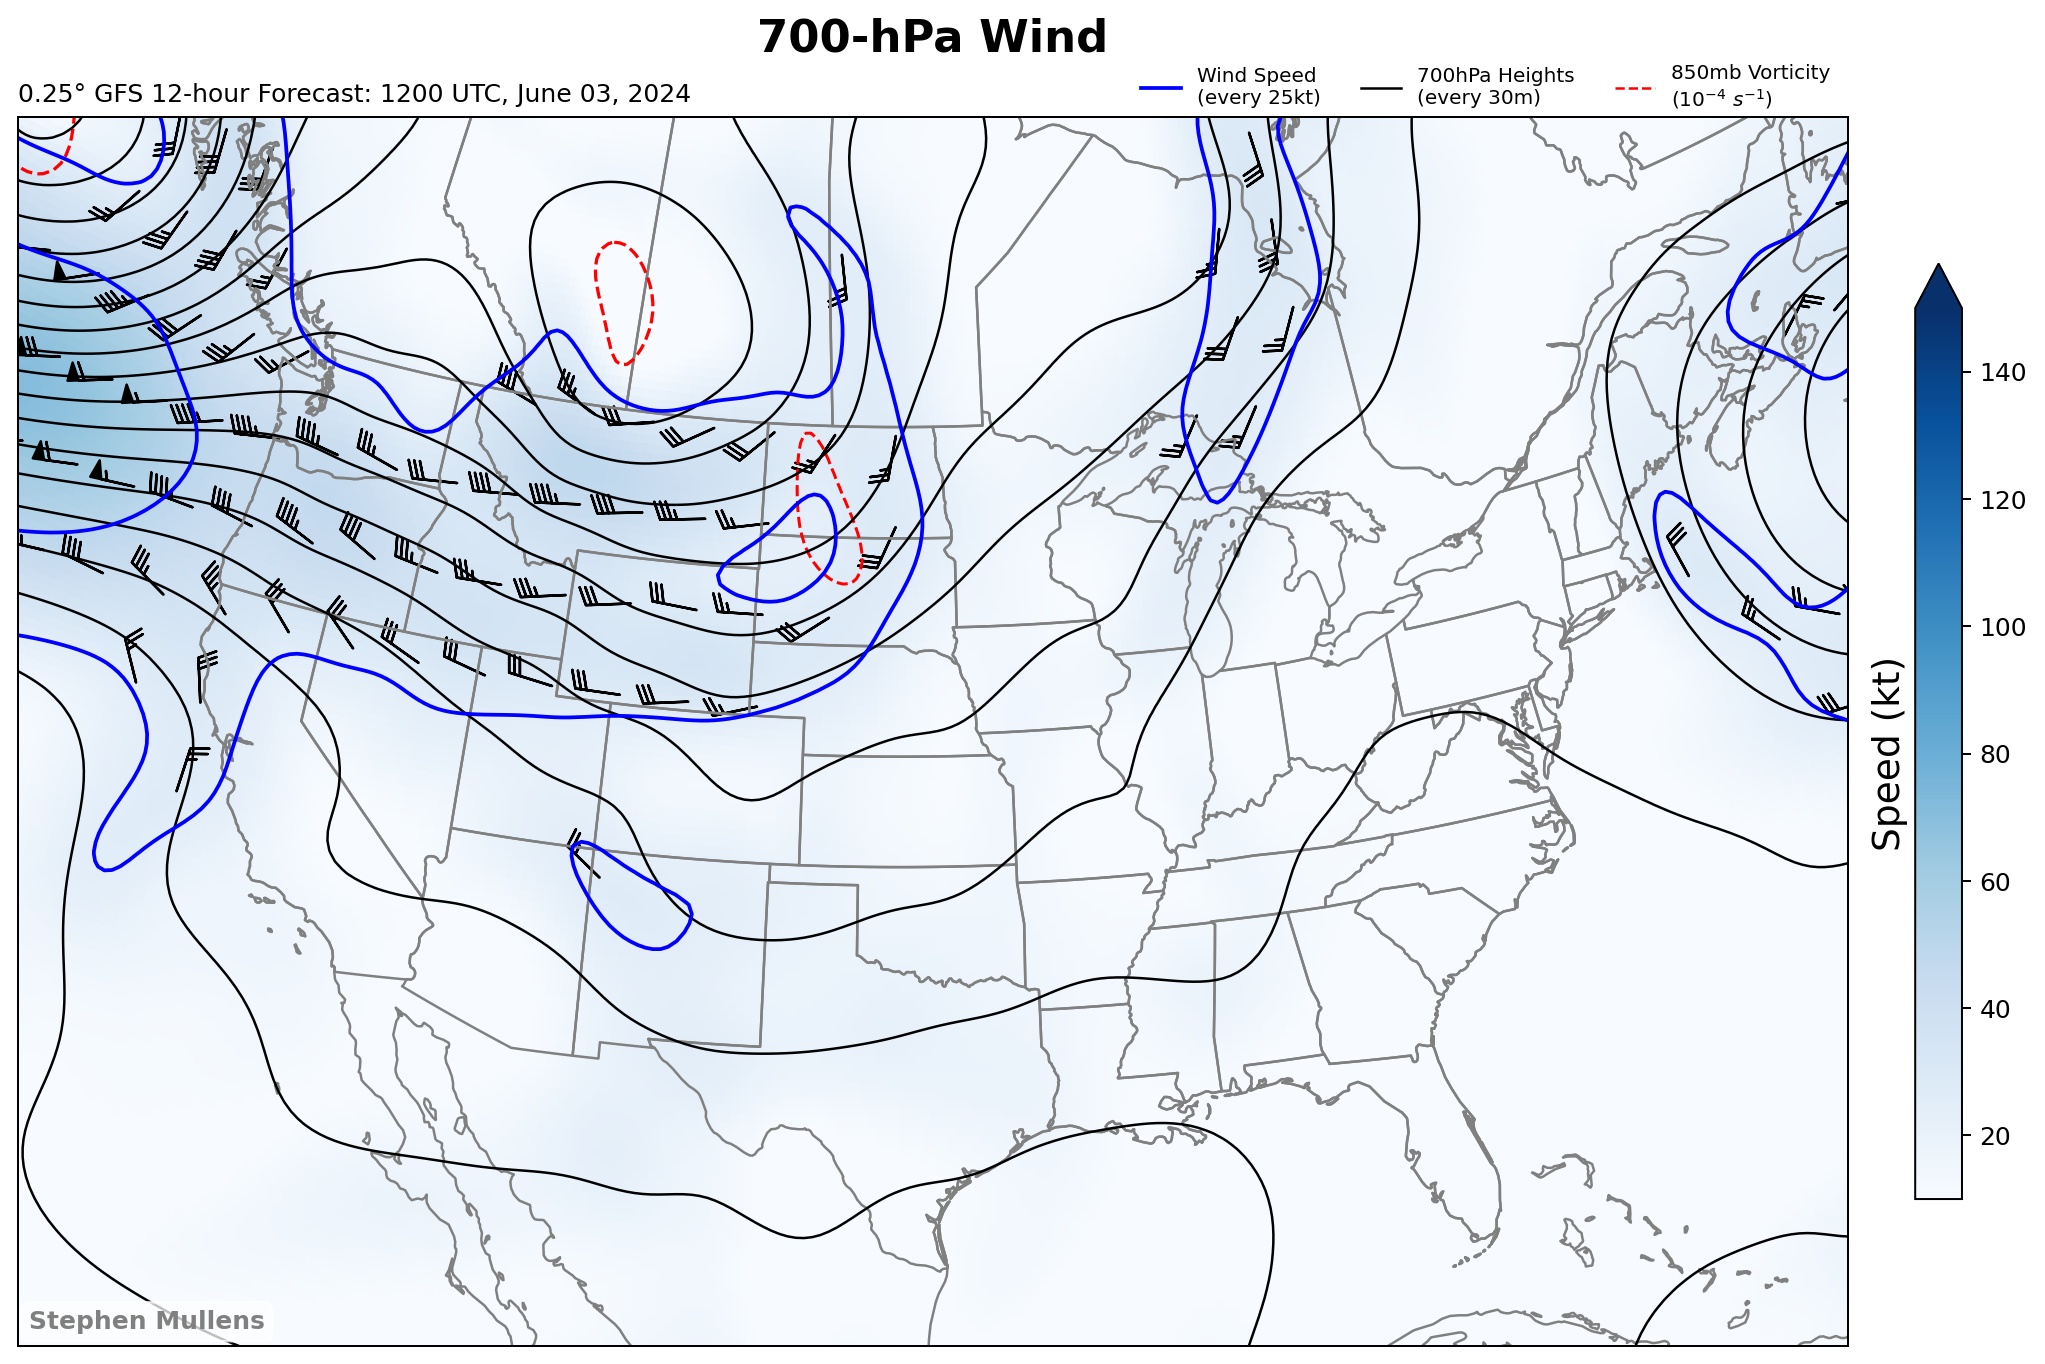 700-hPa Wind
0.25° GFS 12-hour Forecast: 1200 UTC, June 03, 2024
Wind Speed
(every 25kt)
700hPa Heights
(every 30m)
850mb Vorticity
(10⁻⁴ s⁻¹)
140
120
100
80
60
40
20
Speed (kt)
Stephen Mullens